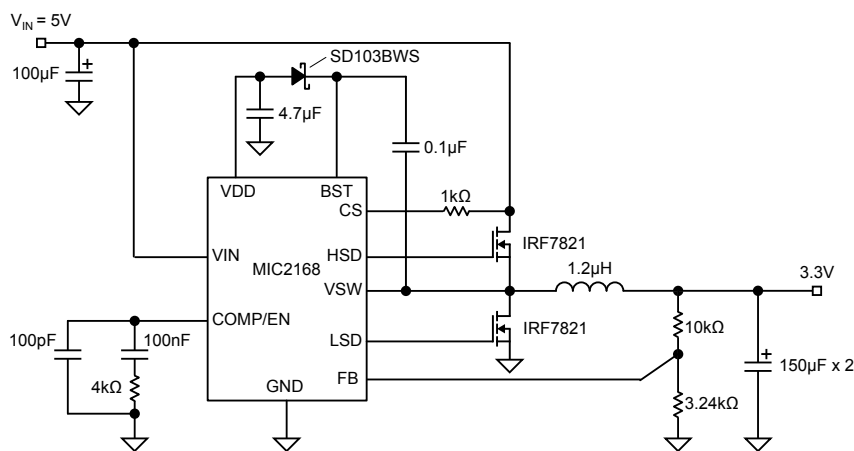 VIN = 5V
100µF
SD103BWS
4.7µF
0.1µF
VDD
BST
CS
1kΩ
IRF7821
VIN
HSD
MIC2168
1.2µH
3.3V
VSW
COMP/EN
100pF
100nF
LSD
IRF7821
10kΩ
150µF x 2
4kΩ
GND
FB
3.24kΩ